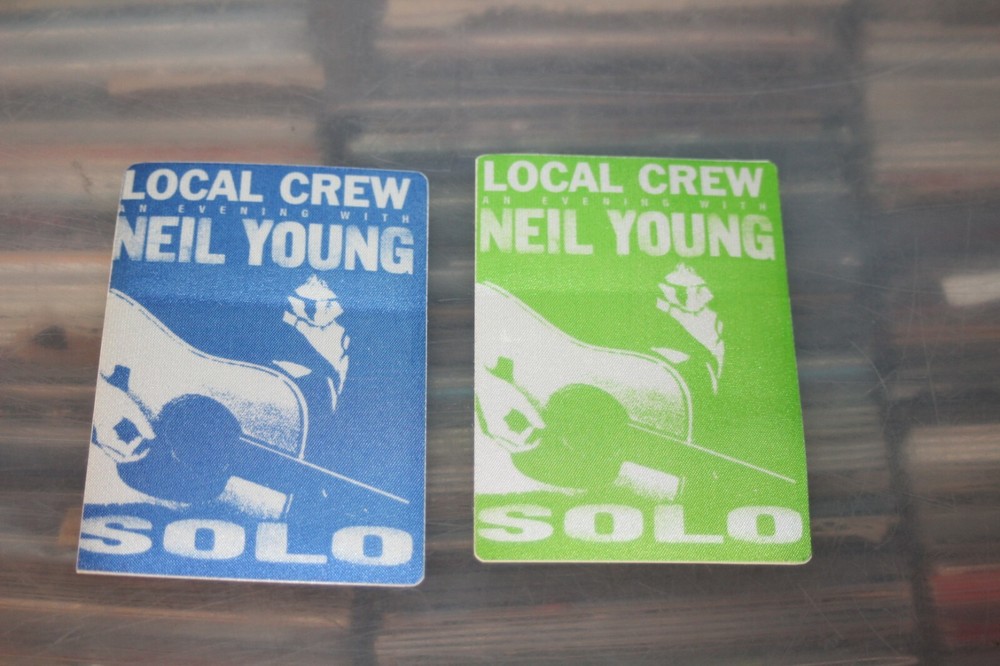 LOCAL CREW
AN EVENING WITH
NEIL YOUNG
SOLO
LOCAL CREW
AN EVENING WITH
NEIL YOUNG
SOLO